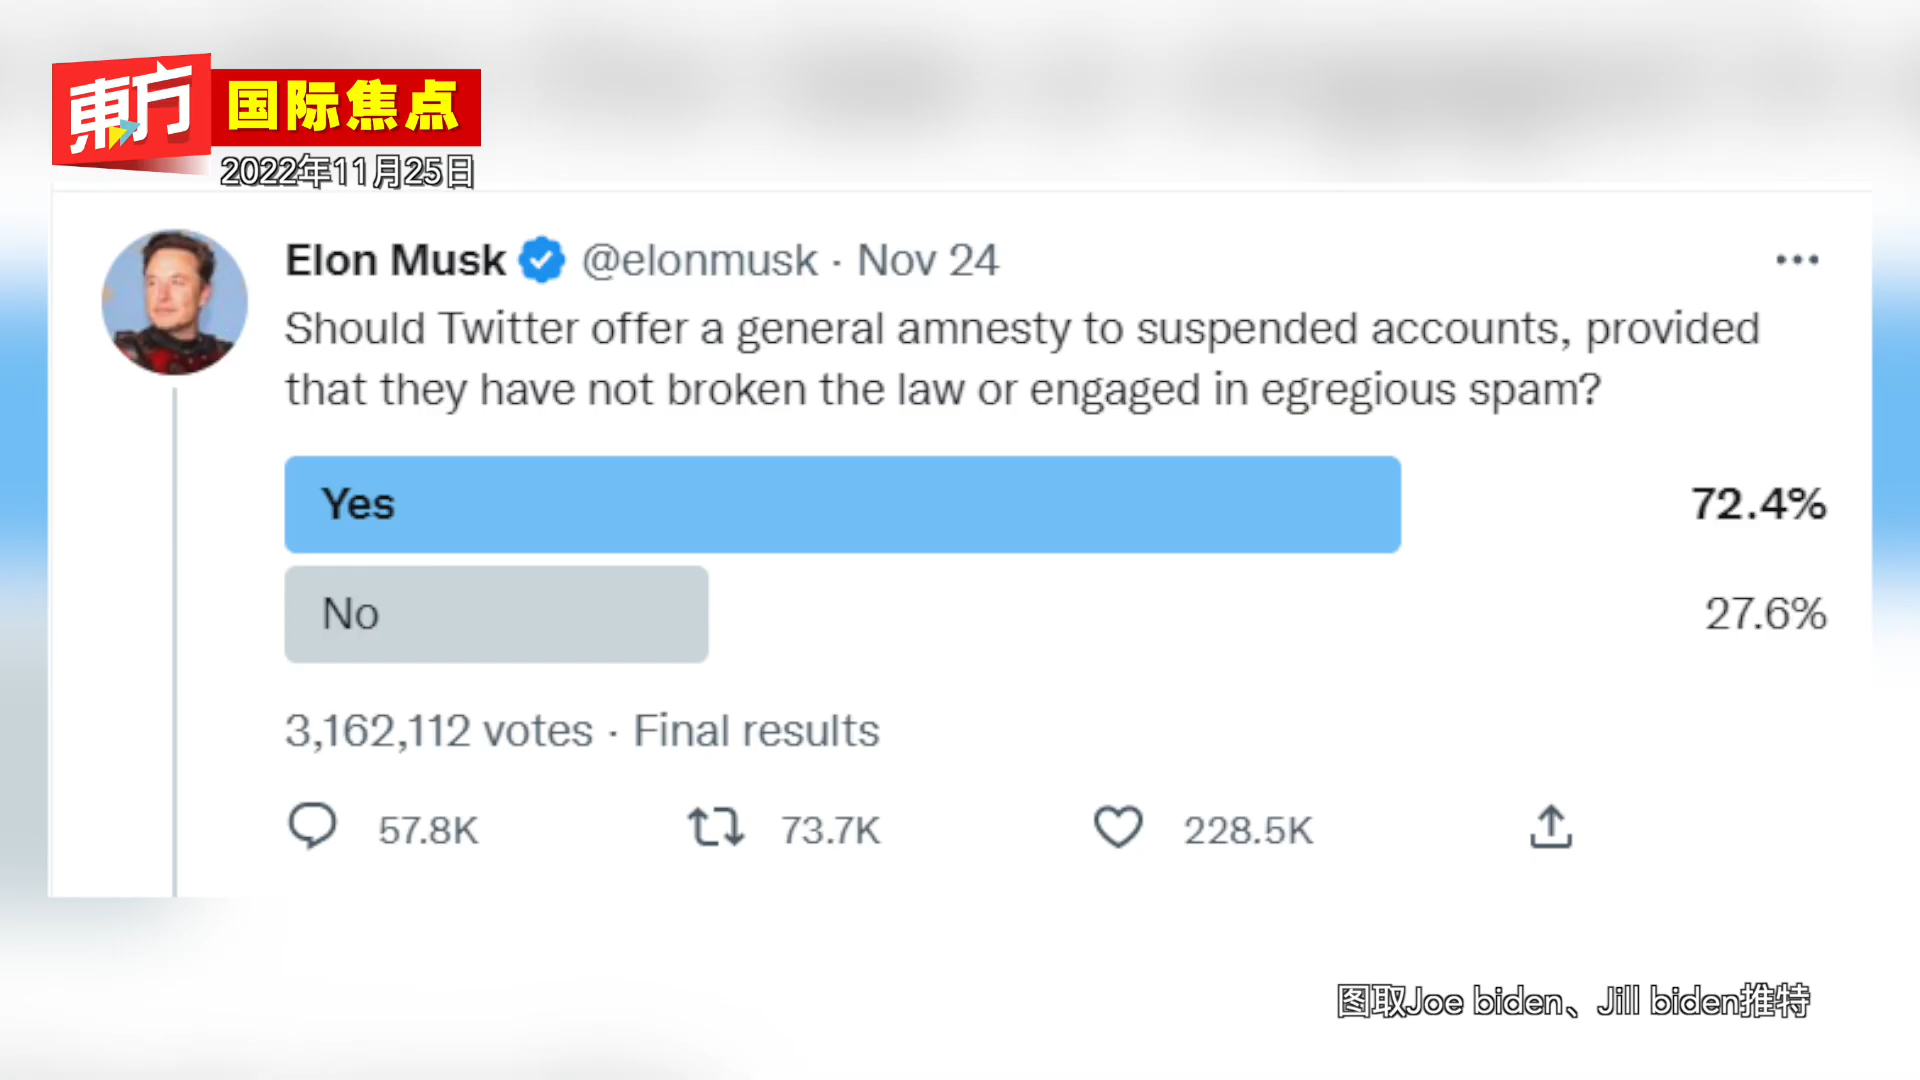 東方
国际焦点
2022年11月25日
Elon Musk @elonmusk · Nov 24
Should Twitter offer a general amnesty to suspended accounts, provided
that they have not broken the law or engaged in egregious spam?
Yes 72.4%
No 27.6%
3,162,112 votes · Final results
57.8K 73.7K 228.5K
图取Joe biden、Jill biden推特